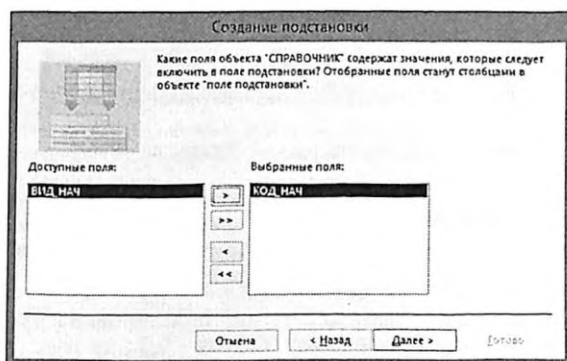 Создание подстановки
Какие поля объекта "СПРАВОЧНИК" содержат значения, которые следует
включить в поле подстановки? Отобранные поля станут столбцами в
объекте "поле подстановки".
Доступные поля:
Выбранные поля:
ВИД_НАЧ
>
КОД_НАЧ
>>
<
<<
Отмена
< Назад
Далее >
Готово